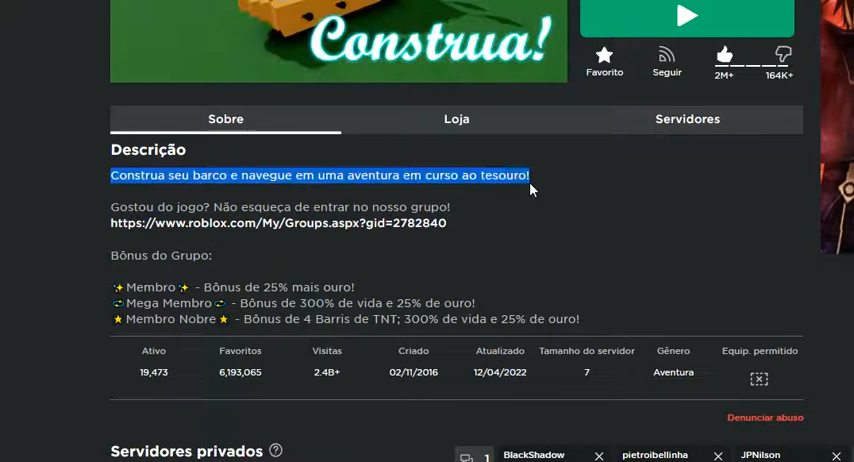 Construa!
Favorito Seguir 2M+ 164K+
Sobre Loja Servidores
Descrição
Construa seu barco e navegue em uma aventura em curso ao tesouro!
Gostou do jogo? Não esqueça de entrar no nosso grupo!
https://www.roblox.com/My/Groups.aspx?gid=2782840
Bônus do Grupo:
✨Membro✨ - Bônus de 25% mais ouro!
Mega Membro - Bônus de 300% de vida e 25% de ouro!
⭐Membro Nobre⭐ - Bônus de 4 Barris de TNT; 300% de vida e 25% de ouro!
Ativo Favoritos Visitas Criado Atualizado Tamanho do servidor Gênero Equip. permitido
19,473 6,193,065 2.4B+ 02/11/2016 12/04/2022 7 Aventura
Denunciar abuso
Servidores privados
1 BlackShadow pietroibellinha JPNilson